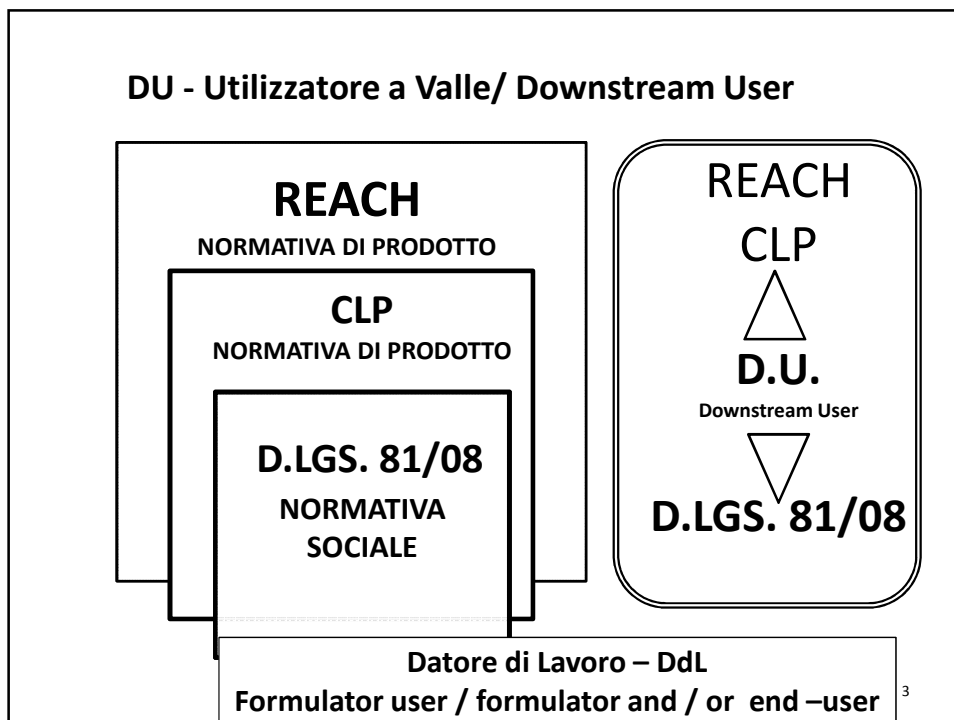 DU - Utilizzatore a Valle/ Downstream User
REACH
NORMATIVA DI PRODOTTO
CLP
NORMATIVA DI PRODOTTO
D.LGS. 81/08
NORMATIVA
SOCIALE
REACH
CLP
D.U.
Downstream User
D.LGS. 81/08
Datore di Lavoro – DdL
Formulator user / formulator and / or end –user
3